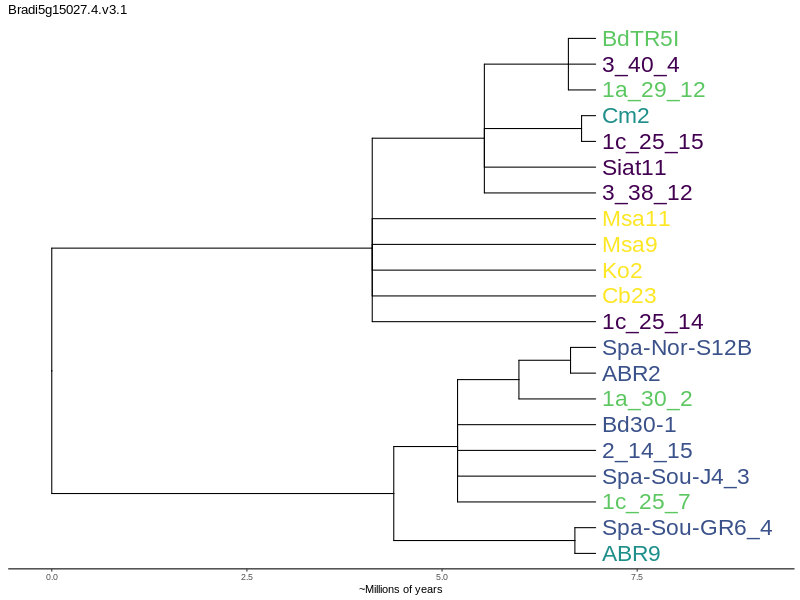 Bradi5g15027.4.v3.1
BdTR5I
3_40_4
1a_29_12
Cm2
1c_25_15
Siat11
3_38_12
Msa11
Msa9
Ko2
Cb23
1c_25_14
Spa-Nor-S12B
ABR2
1a_30_2
Bd30-1
2_14_15
Spa-Sou-J4_3
1c_25_7
Spa-Sou-GR6_4
ABR9
0.0 2.5 5.0 7.5
~Millions of years